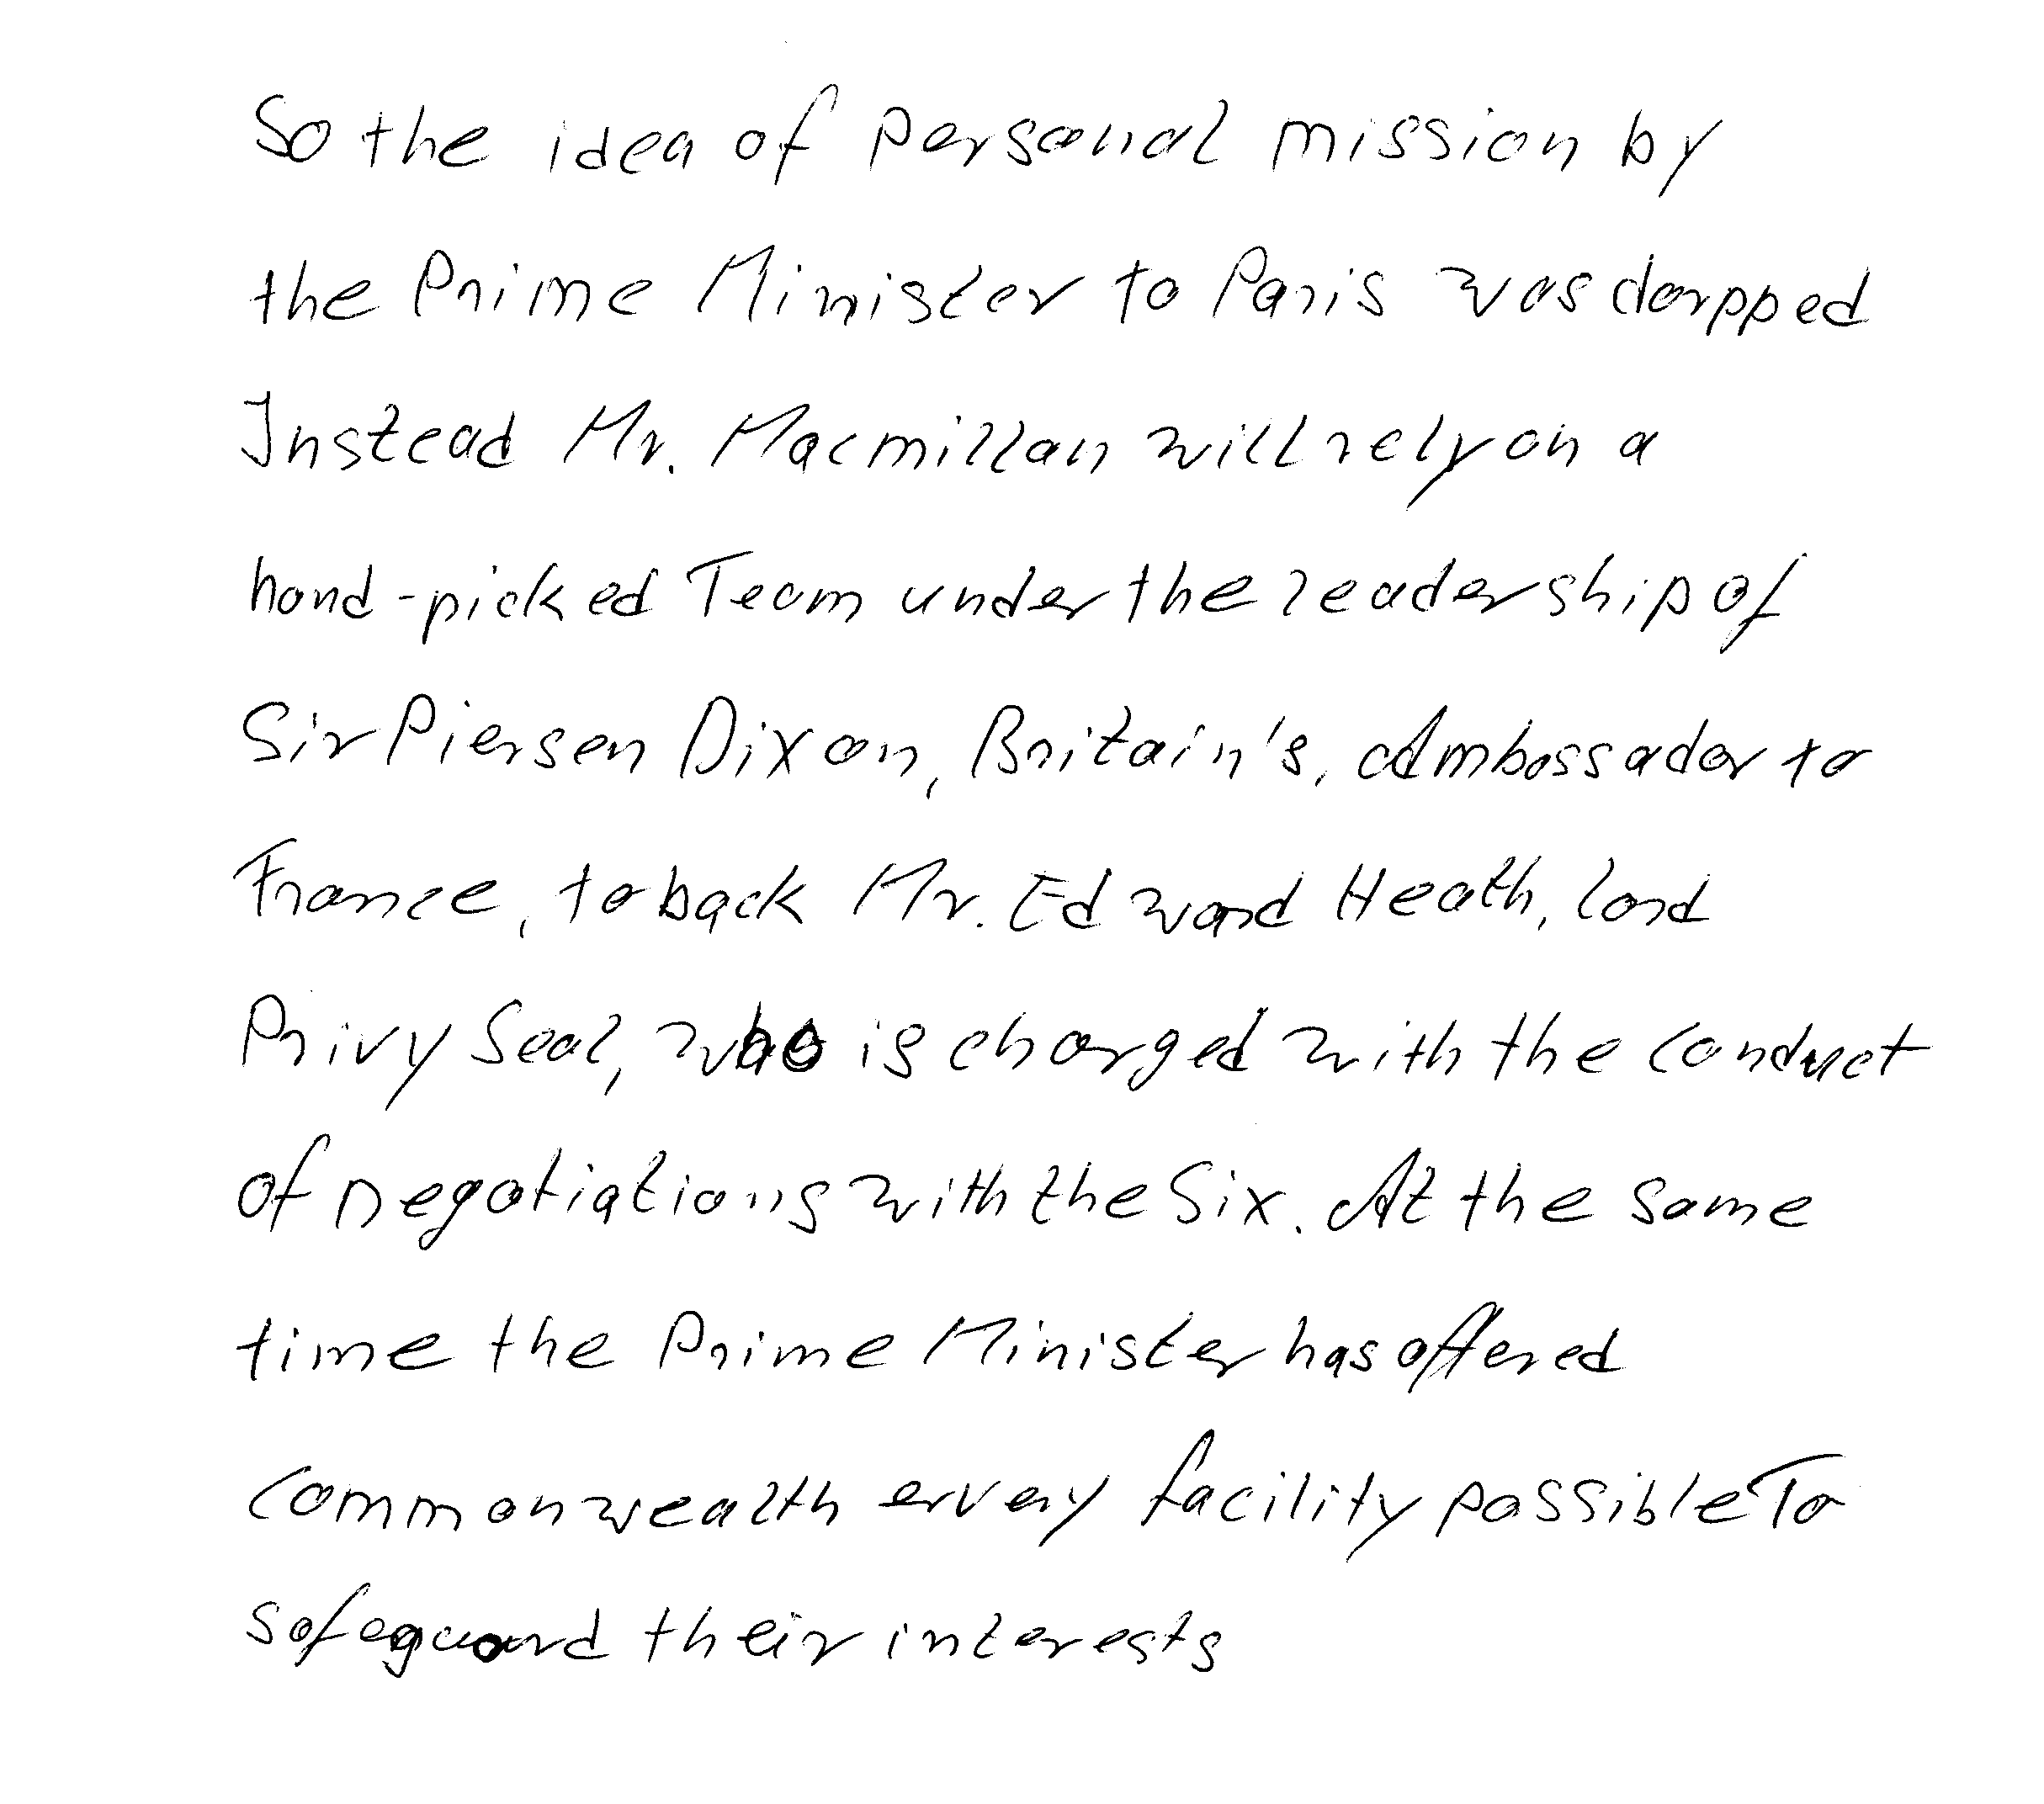 So the idea of personal mission by
the Prime Minister to Paris was dorpped
Instead Mr. Macmillan will rely on a
hand-picked Team under the leadership of
Sir Piersen Dixon, Britain's, Ambassador to
France, to back Mr. Edward Heath, Lord
Privy Seal, who is charged with the conduct
of negotiations with the Six. At the same
time the Prime Minister has offered
Commonwealth ervery facility possible To
safeguard their interests